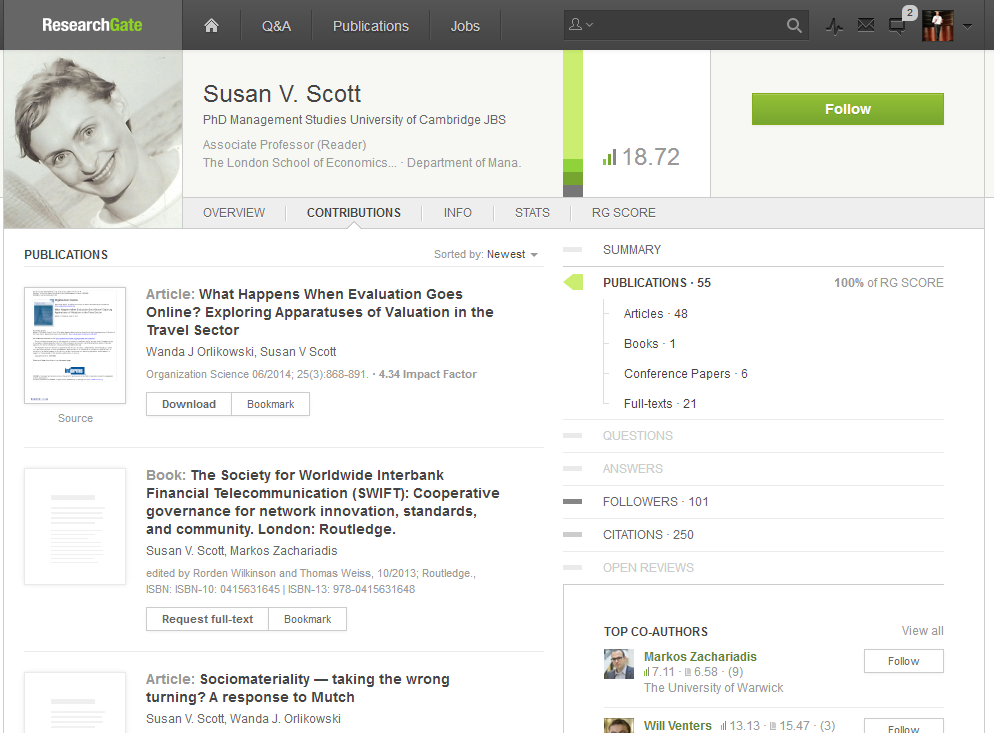 ResearchGate
Q&A
Publications
Jobs
2
Susan V. Scott
PhD Management Studies University of Cambridge JBS
Associate Professor (Reader)
The London School of Economics... · Department of Mana.
18.72
Follow
OVERVIEW
CONTRIBUTIONS
INFO
STATS
RG SCORE
PUBLICATIONS
Sorted by: Newest
Article: What Happens When Evaluation Goes
Online? Exploring Apparatuses of Valuation in the
Travel Sector
Wanda J Orlikowski, Susan V Scott
Organization Science 06/2014; 25(3):868-891. · 4.34 Impact Factor
Download
Bookmark
Source
Book: The Society for Worldwide Interbank
Financial Telecommunication (SWIFT): Cooperative
governance for network innovation, standards,
and community. London: Routledge.
Susan V. Scott, Markos Zachariadis
edited by Rorden Wilkinson and Thomas Weiss, 10/2013; Routledge.,
ISBN: ISBN-10: 0415631645 | ISBN-13: 978-0415631648
Request full-text
Bookmark
Article: Sociomateriality — taking the wrong
turning? A response to Mutch
Susan V. Scott, Wanda J. Orlikowski
SUMMARY
PUBLICATIONS · 55
100% of RG SCORE
Articles · 48
Books · 1
Conference Papers · 6
Full-texts · 21
QUESTIONS
ANSWERS
FOLLOWERS · 101
CITATIONS · 250
OPEN REVIEWS
TOP CO-AUTHORS
View all
Markos Zachariadis
7.11 · 6.58 · (9)
The University of Warwick
Follow
Will Venters 13.13 · 15.47 · (3)
Follow